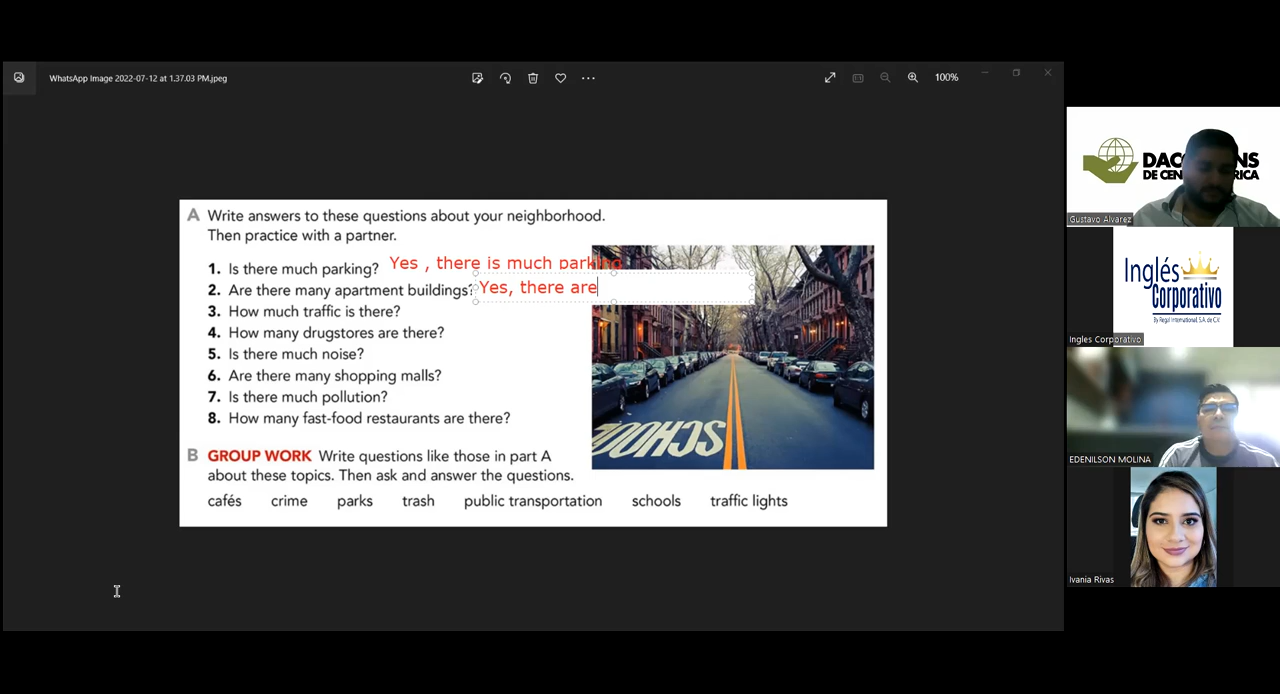 WhatsApp Image 2022-07-12 at 1.37.03 PM.jpeg
100%
A Write answers to these questions about your neighborhood.
Then practice with a partner.
1. Is there much parking? Yes , there is much parking
2. Are there many apartment buildings? Yes, there are
3. How much traffic is there?
4. How many drugstores are there?
5. Is there much noise?
6. Are there many shopping malls?
7. Is there much pollution?
8. How many fast-food restaurants are there?
SCHOOL
B GROUP WORK Write questions like those in part A
about these topics. Then ask and answer the questions.
cafés crime parks trash public transportation schools traffic lights
DE
Gustavo Alvarez
Inglés
Corporativo
By Regal International, S.A. de C.V.
Ingles Corporativo
EDENILSON MOLINA
Ivania Rivas